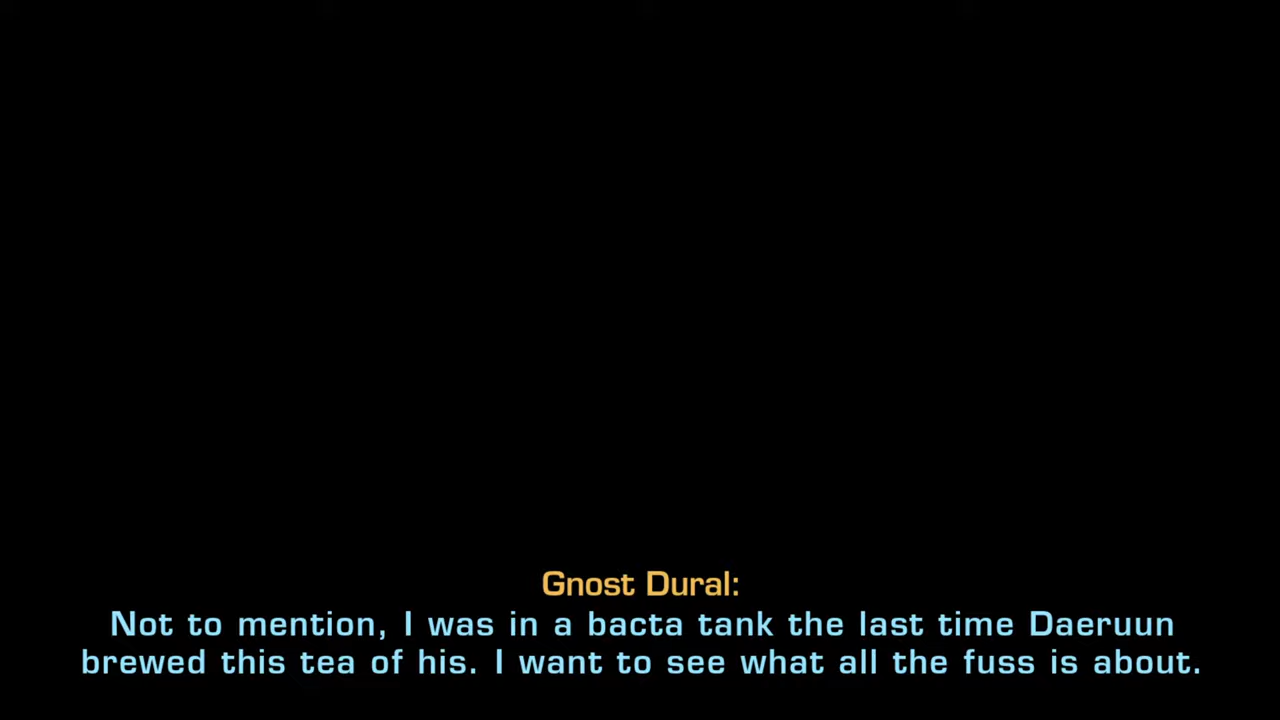 Gnost Dural:
Not to mention, I was in a bacta tank the last time Daeruun
brewed this tea of his. I want to see what all the fuss is about.